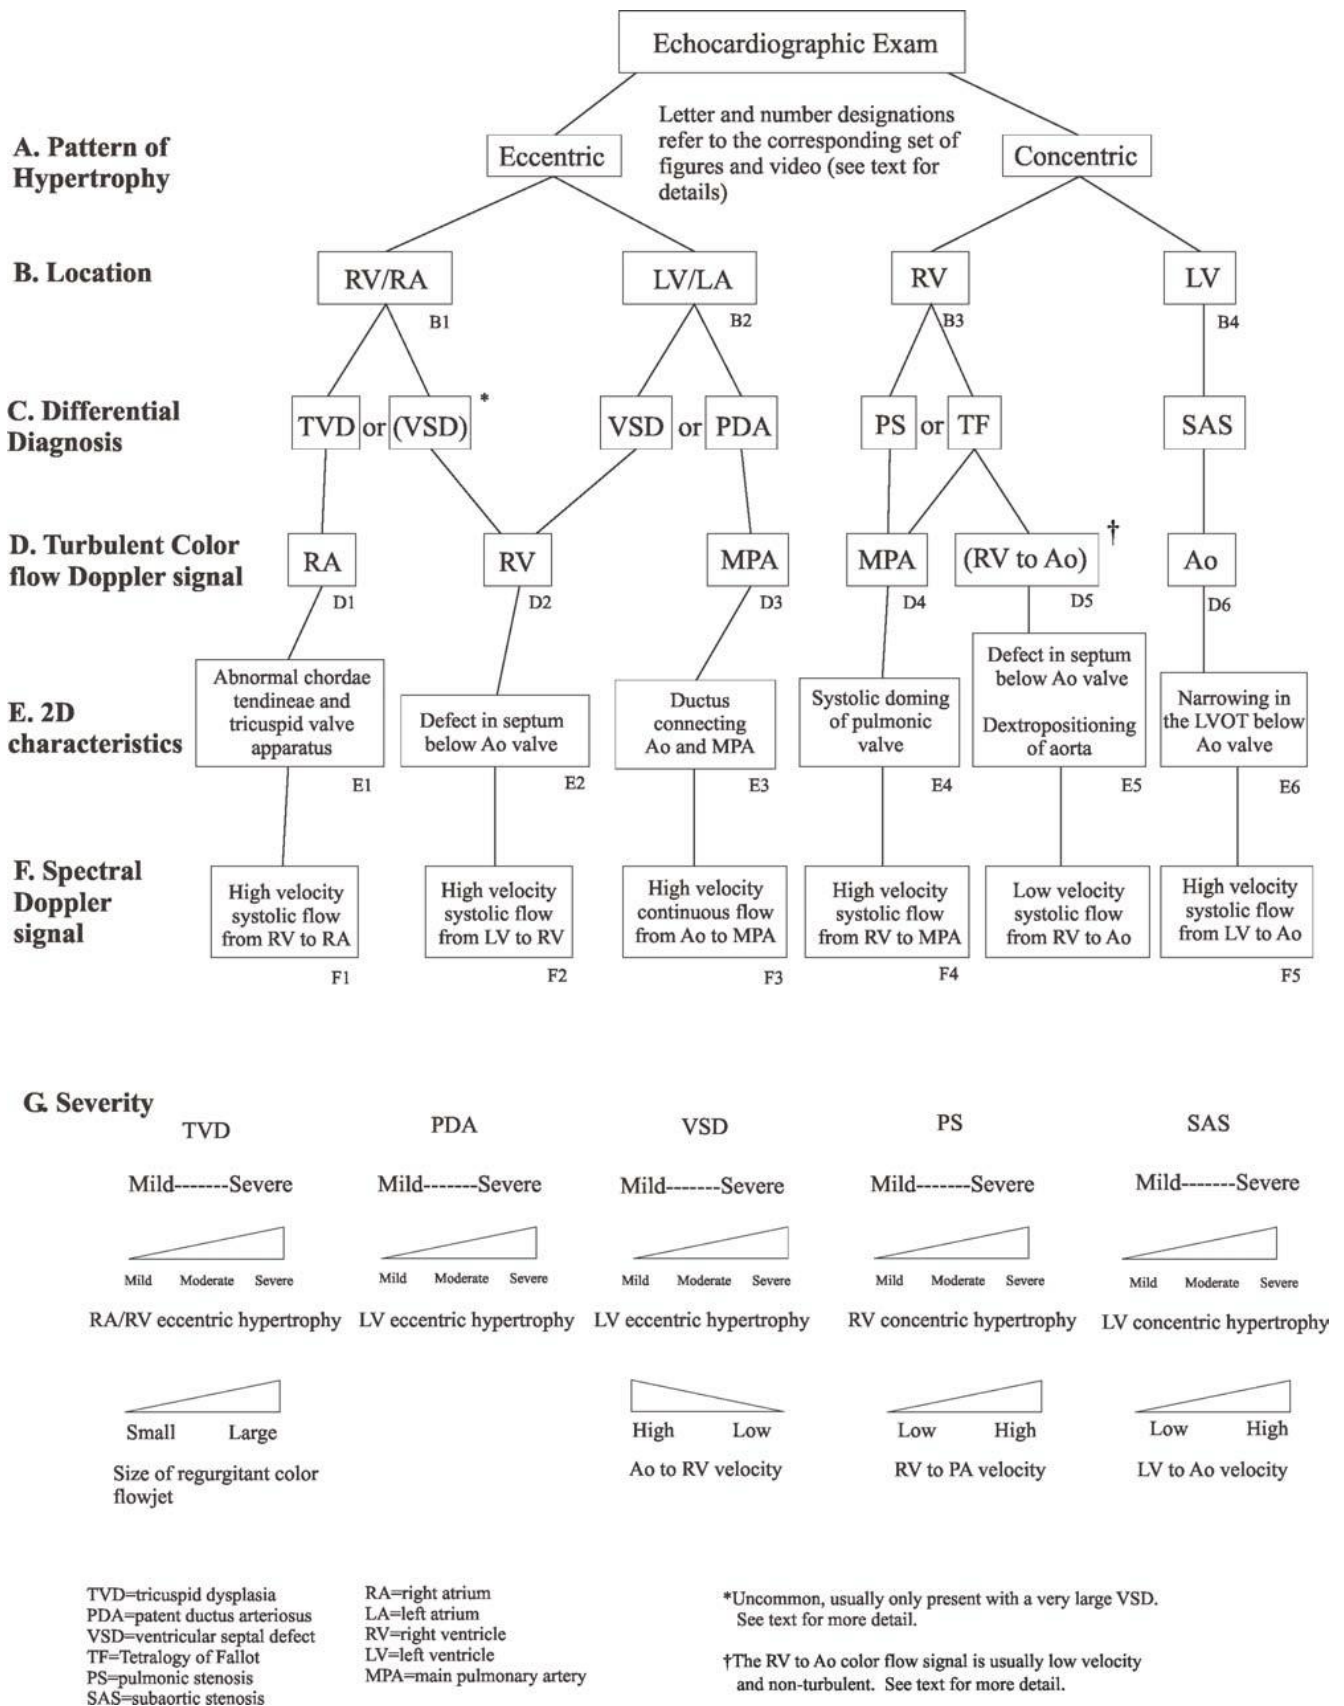 Echocardiographic Exam
Letter and number designations
refer to the corresponding set of
figures and video (see text for
details)
A. Pattern of
Hypertrophy
Eccentric
Concentric
B. Location
RV/RA
B1
LV/LA
B2
RV
B3
LV
B4
C. Differential
Diagnosis
TVD or (VSD) *
VSD or PDA
PS or TF
SAS
D. Turbulent Color
flow Doppler signal
RA
D1
RV
D2
MPA
D3
MPA
D4
(RV to Ao) †
D5
Ao
D6
E. 2D
characteristics
Abnormal chordae
tendineae and
tricuspid valve
apparatus
E1
Defect in septum
below Ao valve
E2
Ductus
connecting
Ao and MPA
E3
Systolic doming
of pulmonic
valve
E4
Defect in septum
below Ao valve
Dextropositioning
of aorta
E5
Narrowing in
the LVOT below
Ao valve
E6
F. Spectral
Doppler
signal
High velocity
systolic flow
from RV to RA
F1
High velocity
systolic flow
from LV to RV
F2
High velocity
continuous flow
from Ao to MPA
F3
High velocity
systolic flow
from RV to MPA
F4
Low velocity
systolic flow
from RV to Ao
High velocity
systolic flow
from LV to Ao
F5
G. Severity
TVD
Mild-------Severe
Mild Moderate Severe
RA/RV eccentric hypertrophy
Small Large
Size of regurgitant color
flowjet
PDA
Mild-------Severe
Mild Moderate Severe
LV eccentric hypertrophy
VSD
Mild-------Severe
Mild Moderate Severe
LV eccentric hypertrophy
High Low
Ao to RV velocity
PS
Mild-------Severe
Mild Moderate Severe
RV concentric hypertrophy
Low High
RV to PA velocity
SAS
Mild-------Severe
Mild Moderate Severe
LV concentric hypertrophy
Low High
LV to Ao velocity
TVD=tricuspid dysplasia
PDA=patent ductus arteriosus
VSD=ventricular septal defect
TF=Tetralogy of Fallot
PS=pulmonic stenosis
SAS=subaortic stenosis
RA=right atrium
LA=left atrium
RV=right ventricle
LV=left ventricle
MPA=main pulmonary artery
*Uncommon, usually only present with a very large VSD.
See text for more detail.
†The RV to Ao color flow signal is usually low velocity
and non-turbulent. See text for more detail.